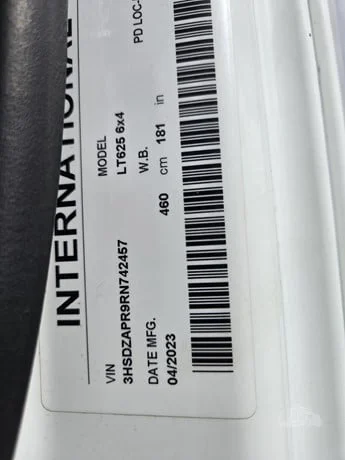 INTERNATIONAL
MODEL
LT625 6x4
W.B. PD LOC
460 cm 181 in
VIN
3HSDZAPR9RN742457
DATE MFG.
04/2023